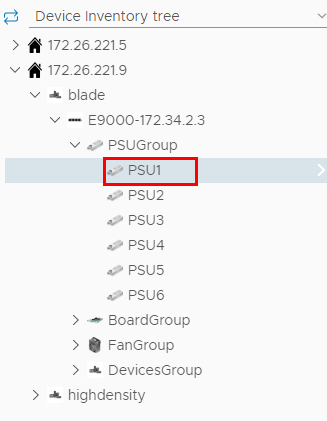 Device Inventory tree
172.26.221.5
172.26.221.9
blade
E9000-172.34.2.3
PSUGroup
PSU1
PSU2
PSU3
PSU4
PSU5
PSU6
BoardGroup
FanGroup
DevicesGroup
highdensity